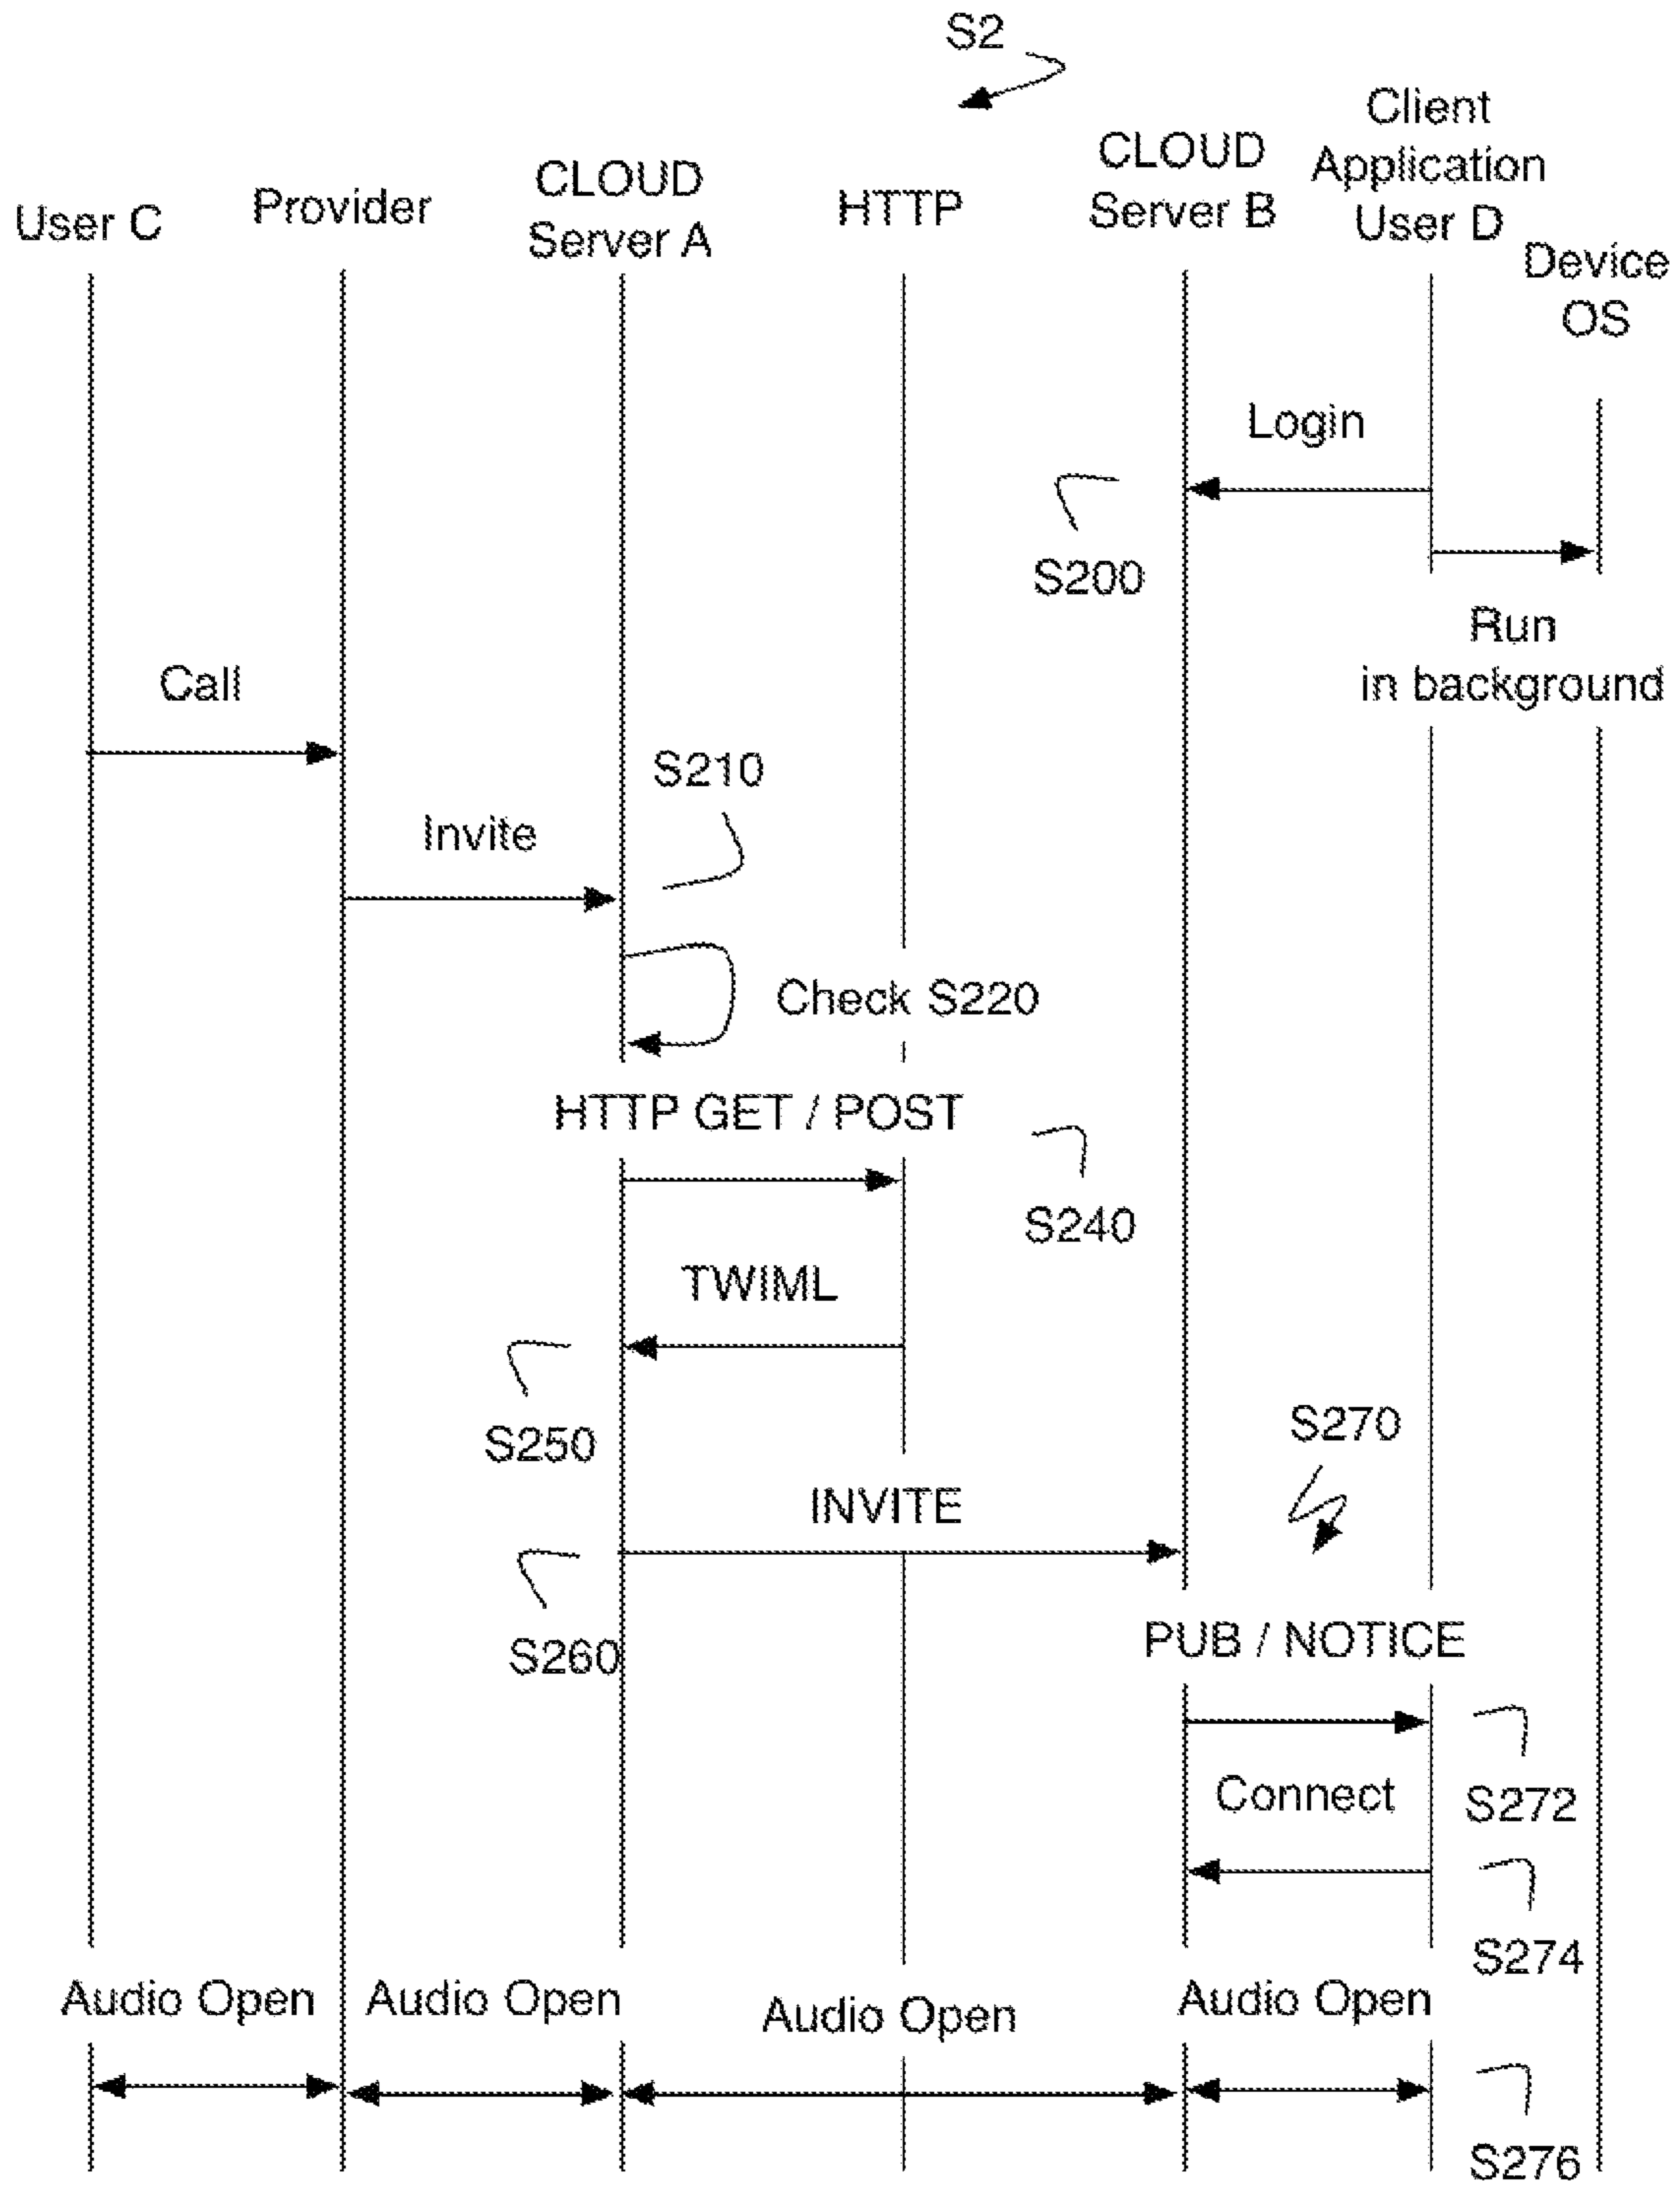 S2
User C
Provider
CLOUD
Server A
HTTP
CLOUD
Server B
Client
Application
User D
Device
OS
Login
S200
Run
in background
Call
S210
Invite
Check S220
HTTP GET / POST
S240
TWIML
S250
S270
INVITE
S260
PUB / NOTICE
S272
Connect
S274
Audio Open
Audio Open
Audio Open
Audio Open
S276